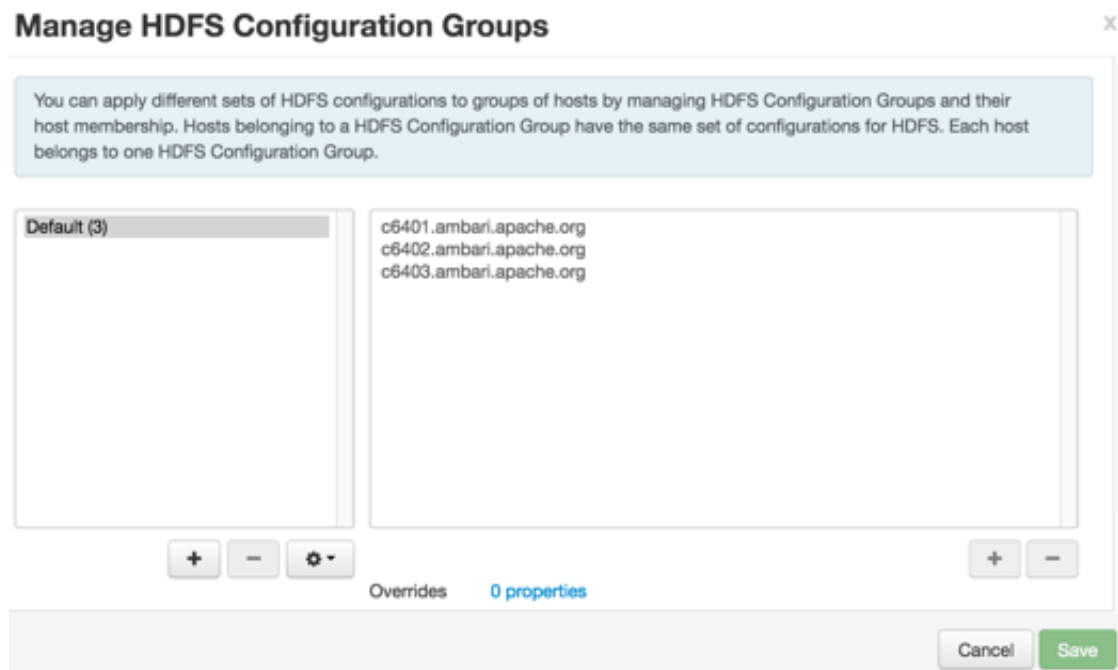 Manage HDFS Configuration Groups
X
You can apply different sets of HDFS configurations to groups of hosts by managing HDFS Configuration Groups and their
host membership. Hosts belonging to a HDFS Configuration Group have the same set of configurations for HDFS. Each host
belongs to one HDFS Configuration Group.
Default (3)
c6401.ambari.apache.org
c6402.ambari.apache.org
c6403.ambari.apache.org
+ −
+ −
Overrides 0 properties
Cancel Save